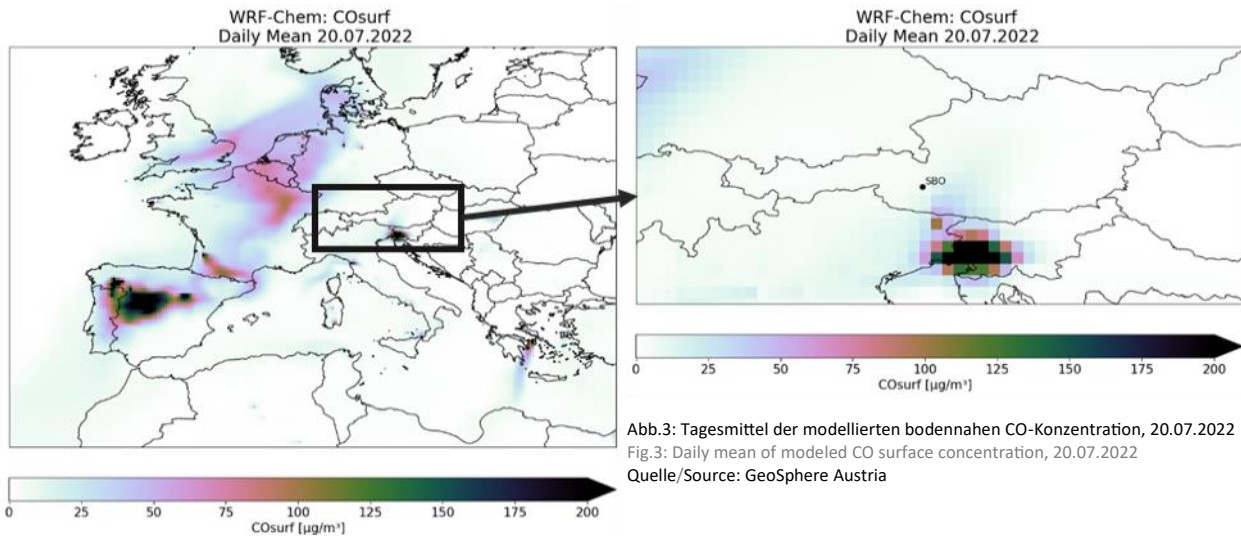 WRF-Chem: COsurf
Daily Mean 20.07.2022
0 25 50 75 100 125 150 175 200
COsurf [µg/m³]
WRF-Chem: COsurf
Daily Mean 20.07.2022
SBO
0 25 50 75 100 125 150 175 200
COsurf [µg/m³]
Abb.3: Tagesmittel der modellierten bodennahen CO-Konzentration, 20.07.2022
Fig.3: Daily mean of modeled CO surface concentration, 20.07.2022
Quelle/Source: GeoSphere Austria